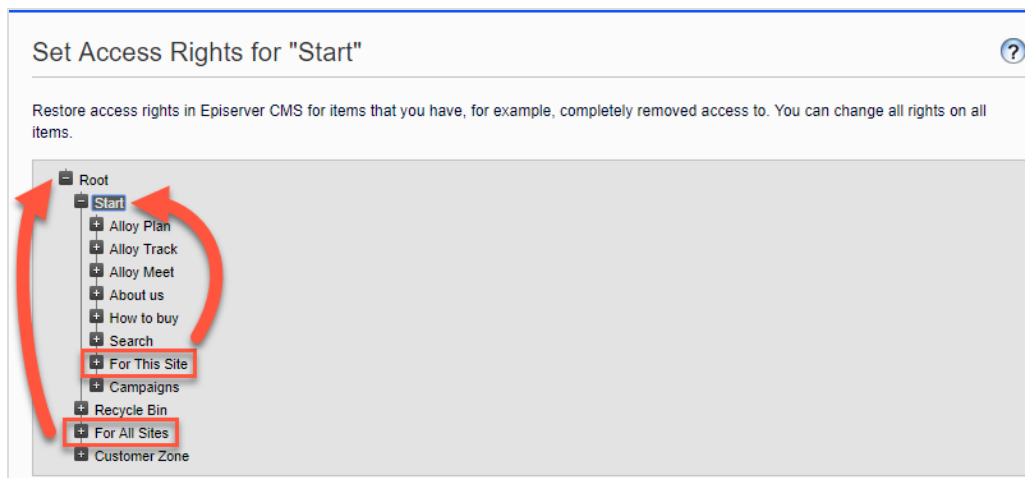 Set Access Rights for "Start"
?
Restore access rights in Episerver CMS for items that you have, for example, completely removed access to. You can change all rights on all
items.
Root
Start
Alloy Plan
Alloy Track
Alloy Meet
About us
How to buy
Search
For This Site
Campaigns
Recycle Bin
For All Sites
Customer Zone